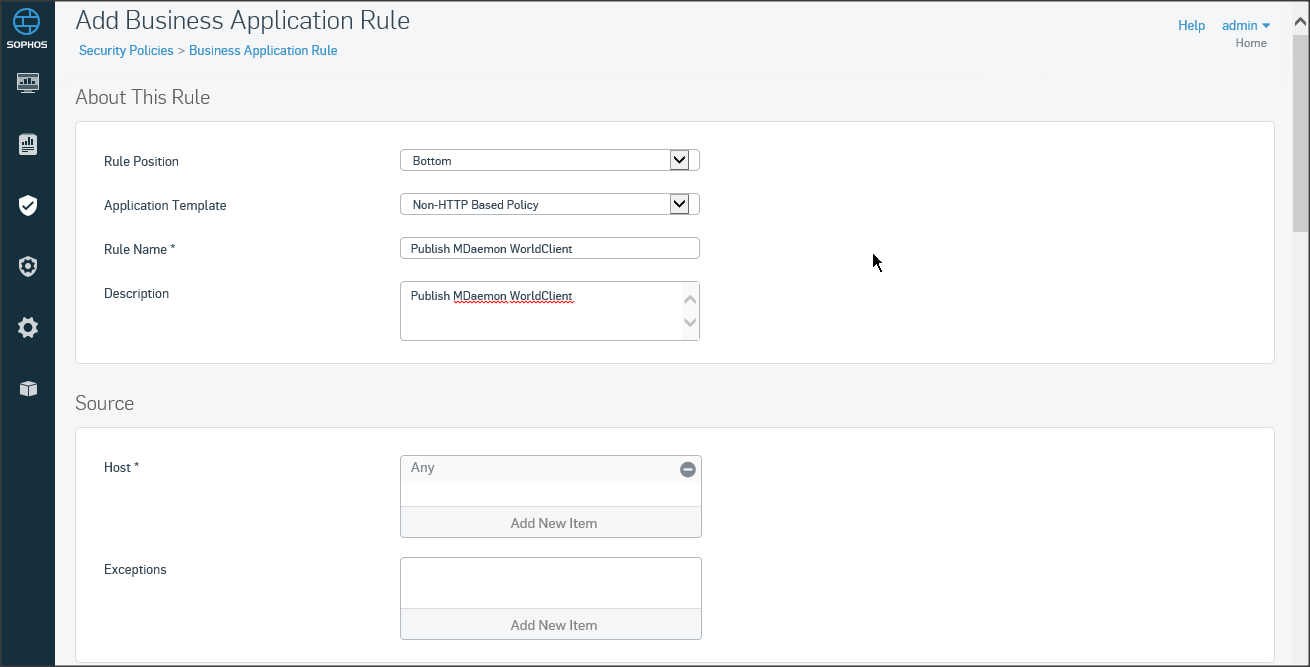 Add Business Application Rule
Help admin
SOPHOS
Security Policies > Business Application Rule
Home
About This Rule
Rule Position
Bottom
Application Template
Non-HTTP Based Policy
Rule Name *
Publish MDaemon WorldClient
Description
Publish MDaemon WorldClient
Source
Host *
Any
Add New Item
Exceptions
Add New Item